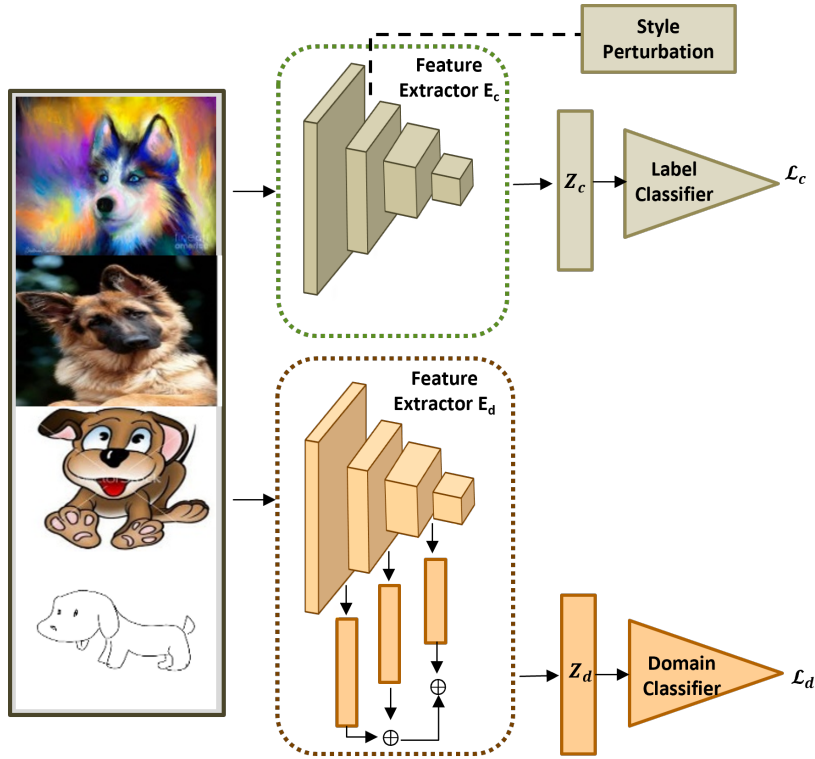 Style
Perturbation
Feature
Extractor E_c
Z_c
Label
Classifier
ℒ_c
Feature
Extractor E_d
Z_d
Domain
Classifier
ℒ_d